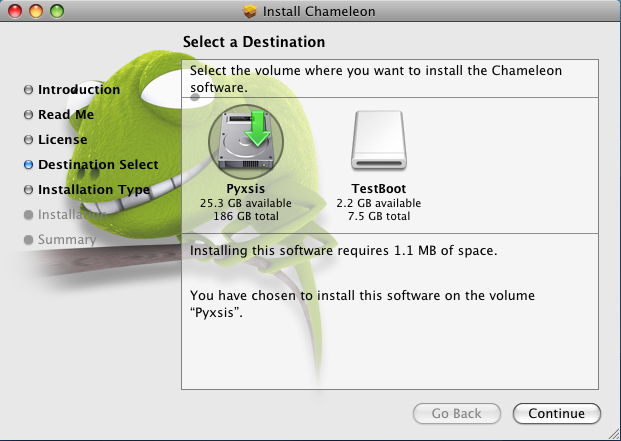 Install Chameleon
Select a Destination
Introduction
Read Me
License
Destination Select
Installation Type
Installation
Summary
Select the volume where you want to install the Chameleon
software.
Pyxsis
25.3 GB available
186 GB total
TestBoot
2.2 GB available
7.5 GB total
Installing this software requires 1.1 MB of space.
You have chosen to install this software on the volume
“Pyxsis”.
Go Back
Continue